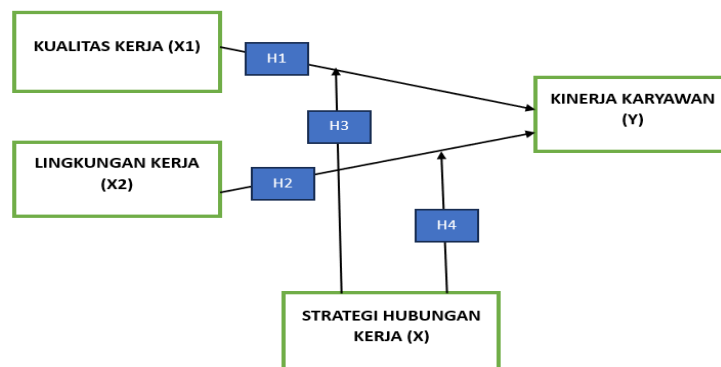 KUALITAS KERJA (X1)
H1
KINERJA KARYAWAN
(Y)
H3
LINGKUNGAN KERJA
(X2)
H2
H4
STRATEGI HUBUNGAN
KERJA (X)